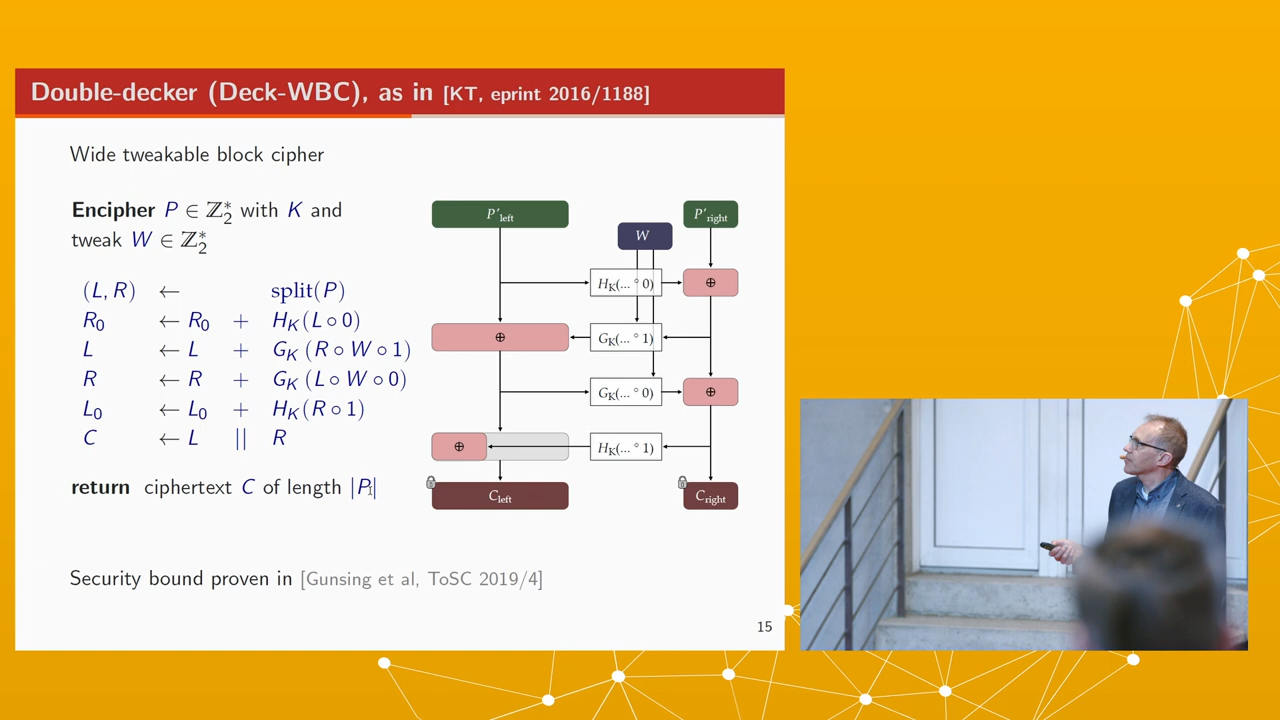 Double-decker (Deck-WBC), as in [KT, eprint 2016/1188]
Wide tweakable block cipher
Encipher P ∈ ℤ₂* with K and
tweak W ∈ ℤ₂*
(L, R) ← split(P)
R₀ ← R₀ + H_K(L ∘ 0)
L ← L + G_K (R ∘ W ∘ 1)
R ← R + G_K (L ∘ W ∘ 0)
L₀ ← L₀ + H_K(R ∘ 1)
C ← L || R
return ciphertext C of length |P|
P'left
P'right
W
H_K(... ∘ 0)
⊕
⊕
G_K(... ∘ 1)
G_K(... ∘ 0)
⊕
⊕
H_K(... ∘ 1)
C_left
C_right
Security bound proven in [Gunsing et al, ToSC 2019/4]
15